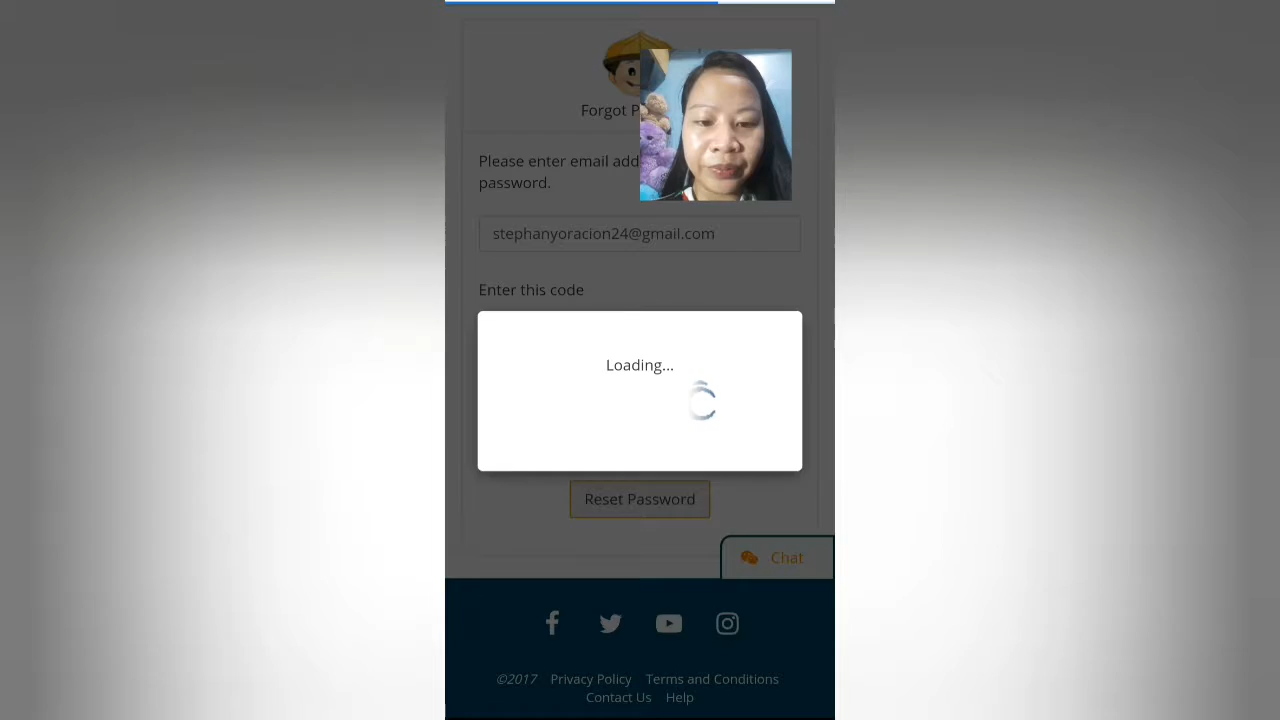 Forgot P
Please enter email add
password.
stephanyoracion24@gmail.com
Enter this code
Loading...
Reset Password
Chat
©2017 Privacy Policy Terms and Conditions
Contact Us Help